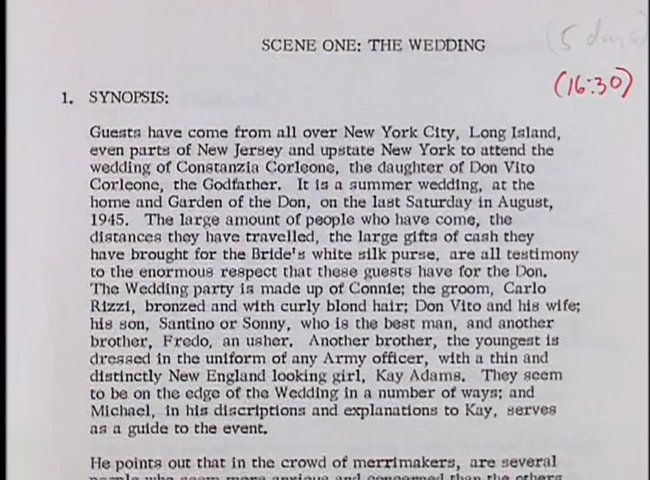 SCENE ONE: THE WEDDING
(5 days)
(16:30)
1. SYNOPSIS:
Guests have come from all over New York City, Long Island,
even parts of New Jersey and upstate New York to attend the
wedding of Constanzia Corleone, the daughter of Don Vito
Corleone, the Godfather. It is a summer wedding, at the
home and Garden of the Don, on the last Saturday in August,
1945. The large amount of people who have come, the
distances they have travelled, the large gifts of cash they
have brought for the Bride's white silk purse, are all testimony
to the enormous respect that these guests have for the Don.
The Wedding party is made up of Connie; the groom, Carlo
Rizzi, bronzed and with curly blond hair; Don Vito and his wife;
his son, Santino or Sonny, who is the best man, and another
brother, Fredo, an usher. Another brother, the youngest is
dressed in the uniform of any Army officer, with a thin and
distinctly New England looking girl, Kay Adams. They seem
to be on the edge of the Wedding in a number of ways; and
Michael, in his discriptions and explanations to Kay, serves
as a guide to the event.
He points out that in the crowd of merrimakers, are several
people who seem more anxious and concerned than the others